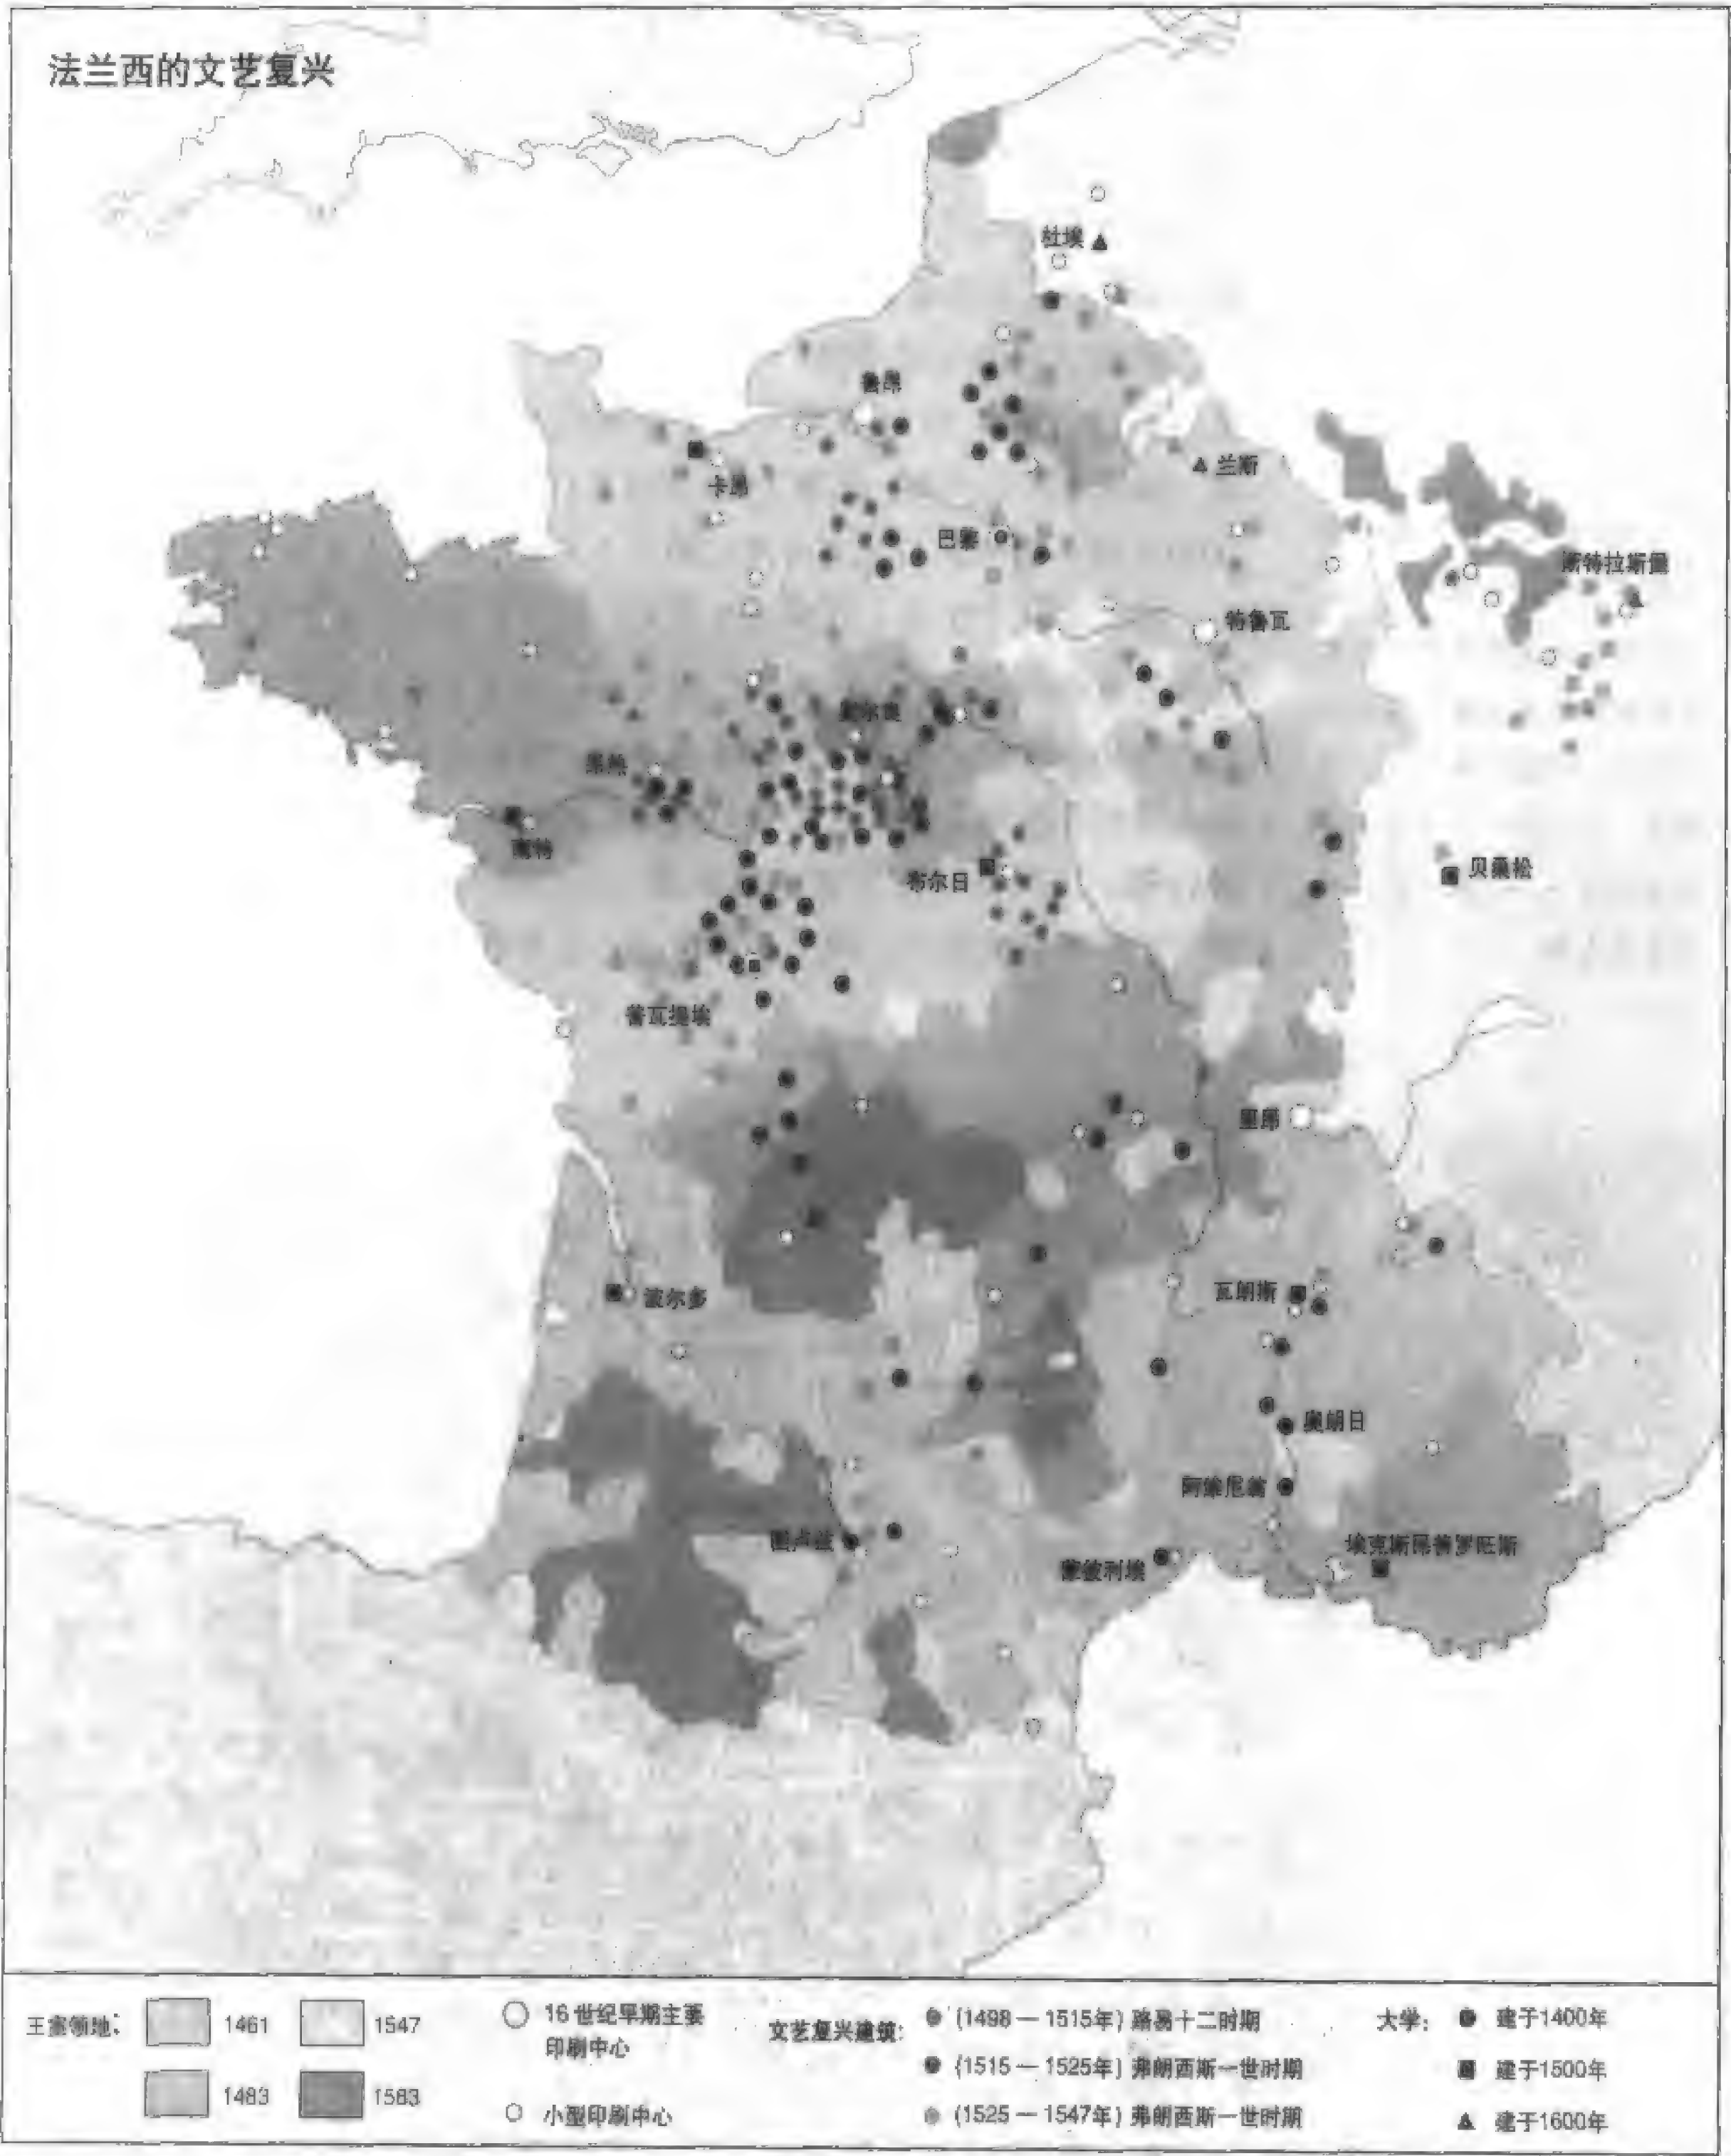 法兰西的文艺复兴
杜埃
鲁昂
兰斯
卡昂
巴黎
斯特拉斯堡
特鲁瓦
奥尔良
昂热
南特
布尔日
贝桑松
普瓦提埃
里昂
瓦朗斯
波尔多
奥朗日
阿维尼翁
图卢兹
埃克斯昂普罗旺斯
蒙彼利埃
王室领地:
1461
1547
1483
1583
16世纪早期主要
印刷中心
小型印刷中心
文艺复兴建筑:
(1498—1515年) 路易十二时期
(1515—1525年) 弗朗西斯一世时期
(1525—1547年) 弗朗西斯一世时期
大学:
建于1400年
建于1500年
建于1600年